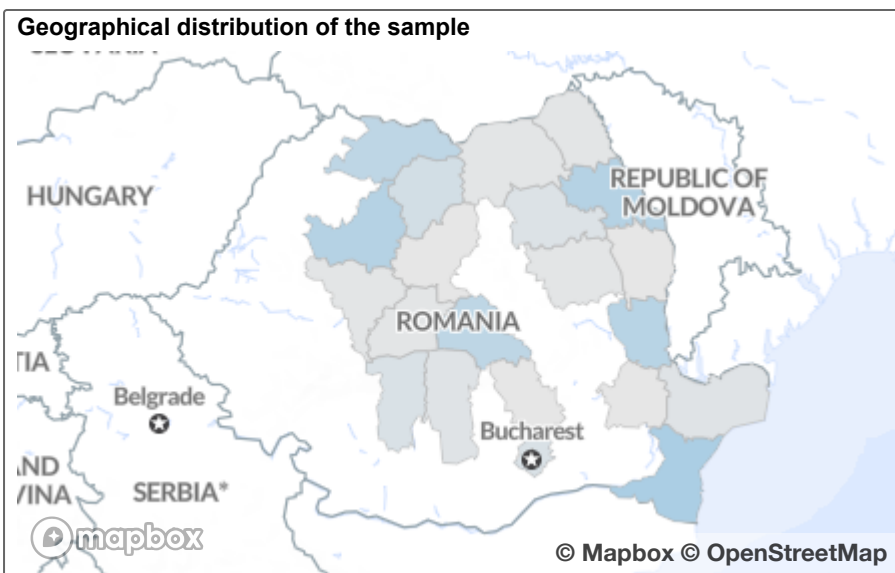 Geographical distribution of the sample
HUNGARY
REPUBLIC OF
MOLDOVA
ROMANIA
Belgrade
Bucharest
SERBIA*
mapbox
© Mapbox © OpenStreetMap